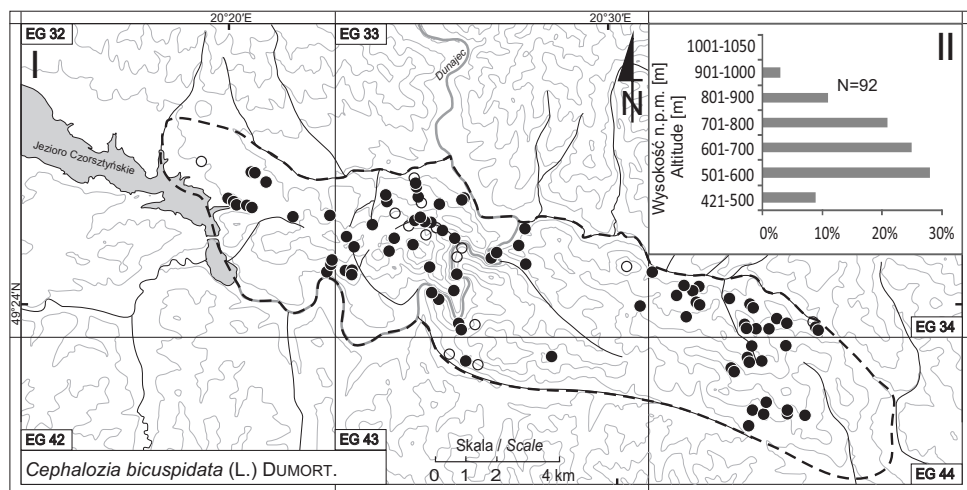 20°20'E
20°30'E
EG 32
EG 33
I
II
Dunajec
N
Jezioro Czorsztyńskie
49°24'N
Wysokość n.p.m. [m]
Altitude [m]
1001-1050
901-1000
801-900
701-800
601-700
501-600
421-500
N=92
0%
10%
20%
30%
EG 34
EG 42
EG 43
EG 44
Skala / Scale
0 1 2 4 km
Cephalozia bicuspidata (L.) DUMORT.